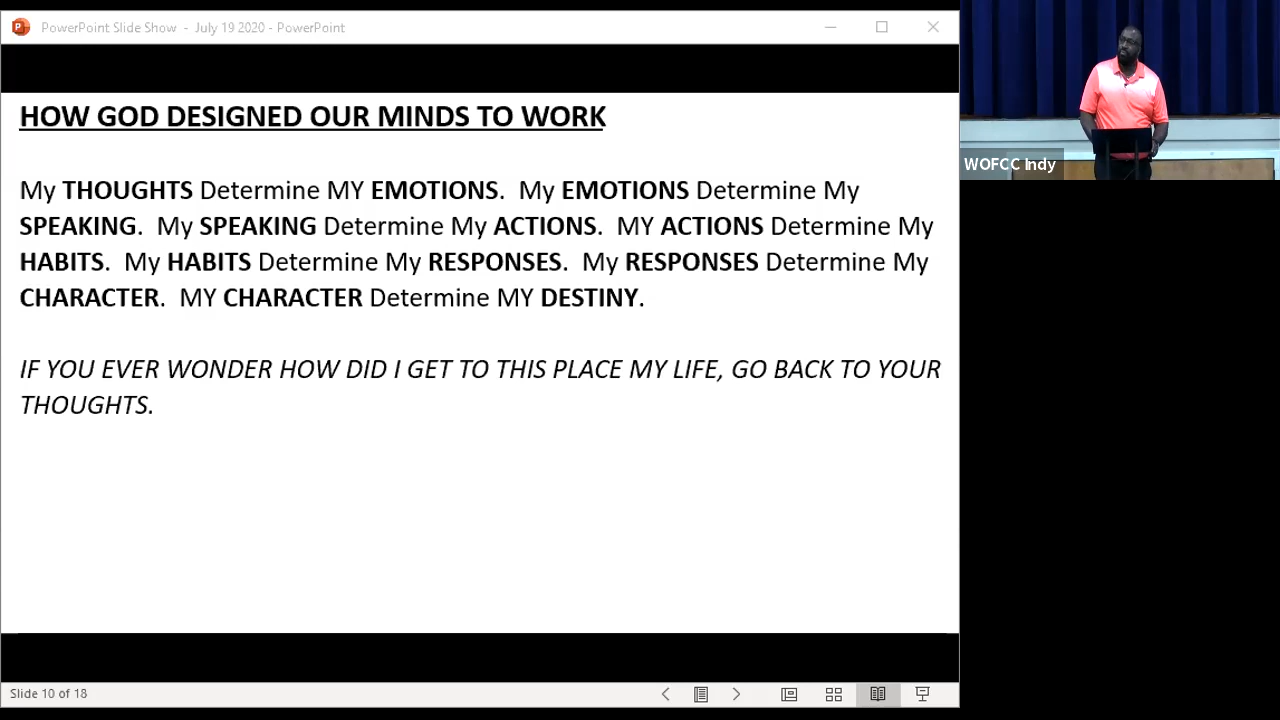 PowerPoint Slide Show - July 19 2020 - PowerPoint
HOW GOD DESIGNED OUR MINDS TO WORK
My THOUGHTS Determine MY EMOTIONS. My EMOTIONS Determine My
SPEAKING. My SPEAKING Determine My ACTIONS. MY ACTIONS Determine My
HABITS. My HABITS Determine My RESPONSES. My RESPONSES Determine My
CHARACTER. MY CHARACTER Determine MY DESTINY.
IF YOU EVER WONDER HOW DID I GET TO THIS PLACE MY LIFE, GO BACK TO YOUR
THOUGHTS.
Slide 10 of 18
WOFCC Indy